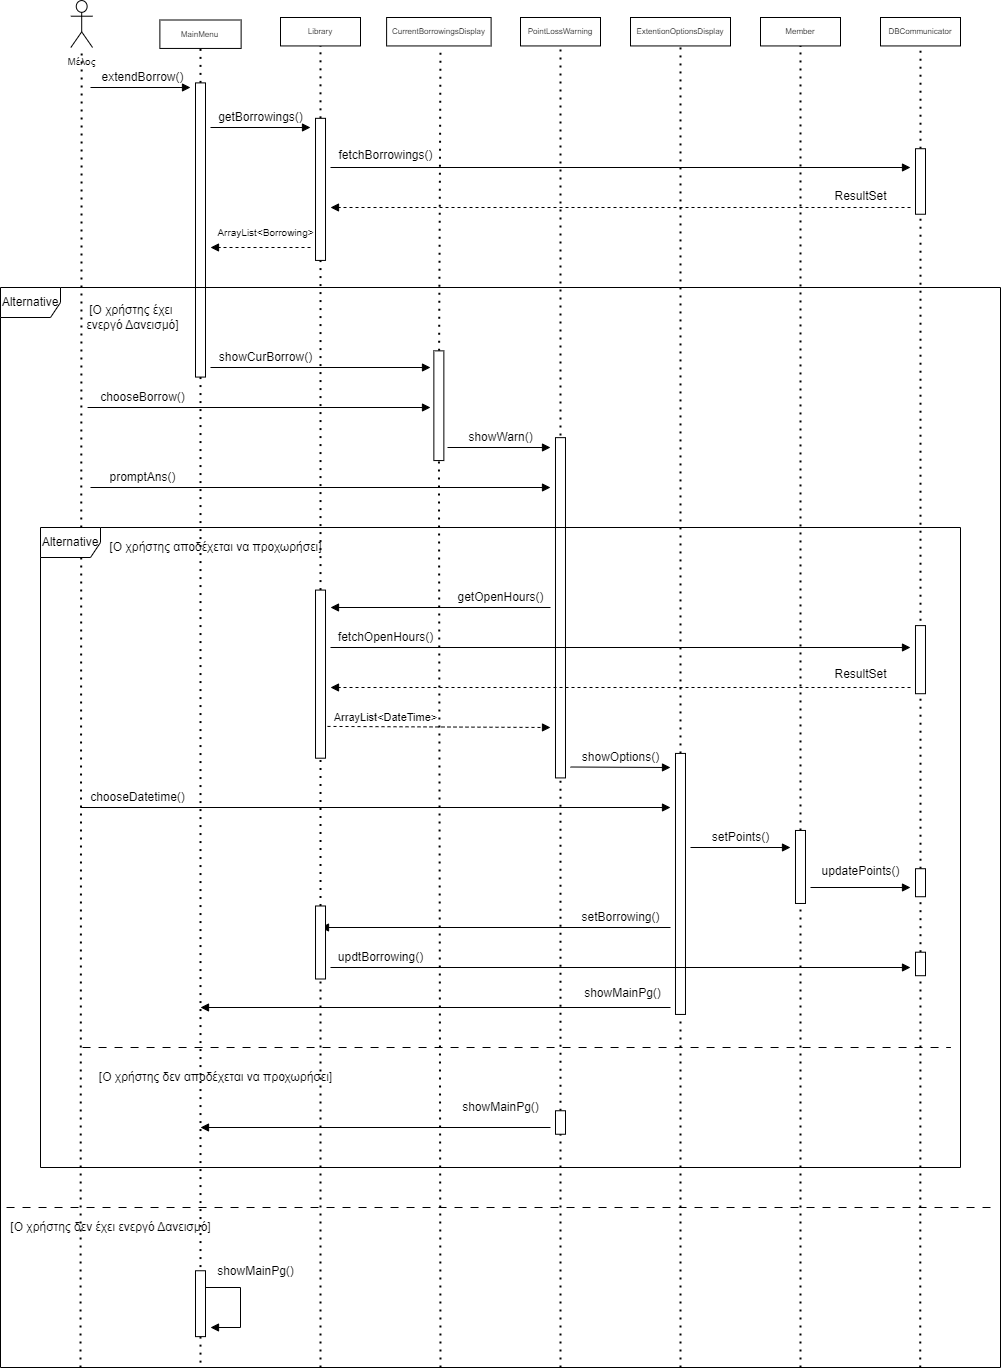 Μέλος
MainMenu
Library
CurrentBorrowingsDisplay
PointLossWarning
ExtentionOptionsDisplay
Member
DBCommunicator
extendBorrow()
getBorrowings()
fetchBorrowings()
ResultSet
ArrayList<Borrowing>
Alternative
[Ο χρήστης έχει
ενεργό Δανεισμό]
showCurBorrow()
chooseBorrow()
showWarn()
promptAns()
Alternative
[Ο χρήστης αποδέχεται να προχωρήσει]
getOpenHours()
fetchOpenHours()
ResultSet
ArrayList<DateTime>
showOptions()
chooseDatetime()
setPoints()
updatePoints()
setBorrowing()
updtBorrowing()
showMainPg()
[Ο χρήστης δεν αποδέχεται να προχωρήσει]
showMainPg()
[Ο χρήστης δεν έχει ενεργό Δανεισμό]
showMainPg()